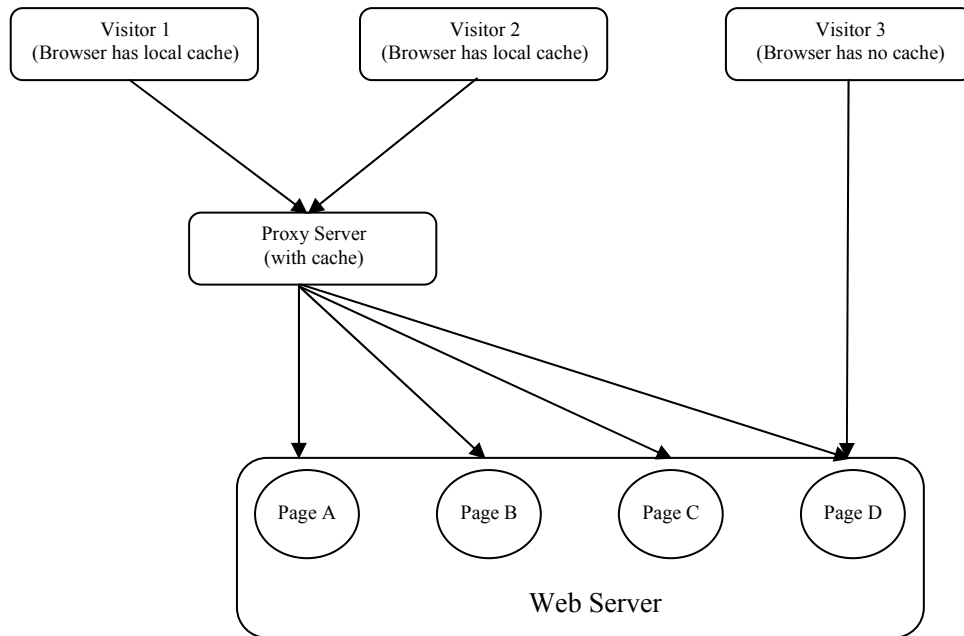 Visitor 1
(Browser has local cache)
Visitor 2
(Browser has local cache)
Visitor 3
(Browser has no cache)
Proxy Server
(with cache)
Page A
Page B
Page C
Page D
Web Server